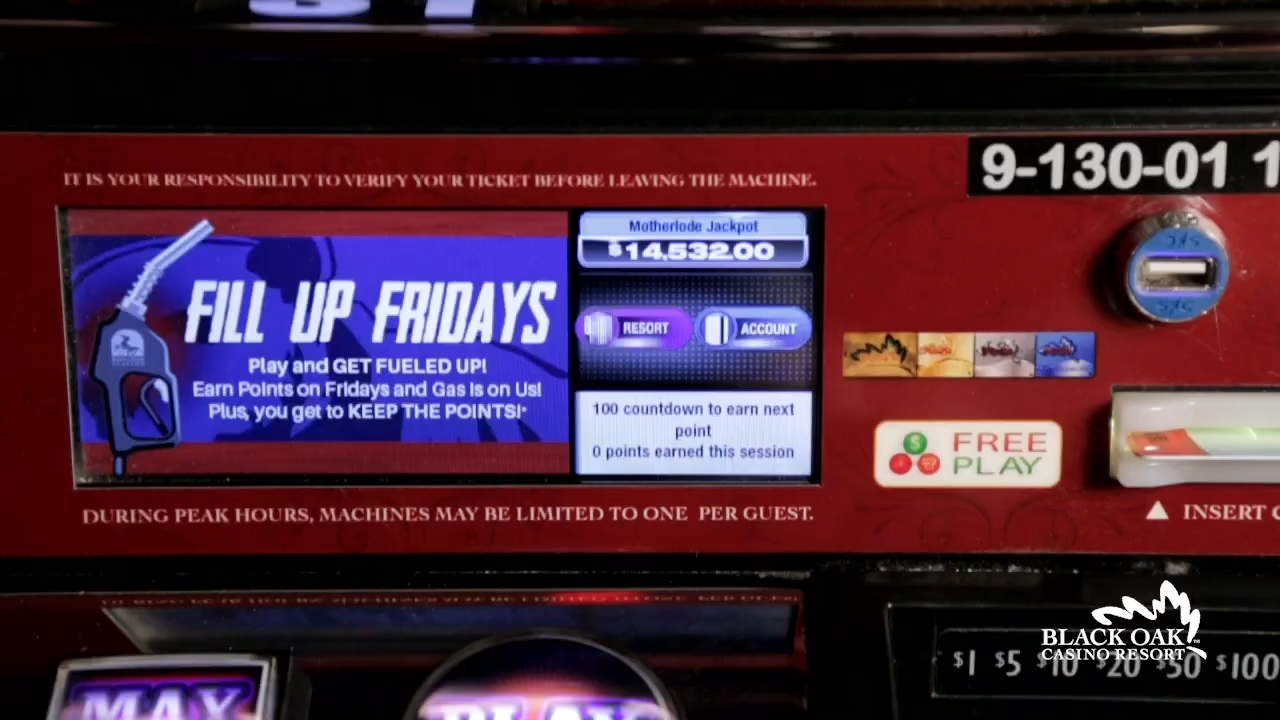 IT IS YOUR RESPONSIBILITY TO VERIFY YOUR TICKET BEFORE LEAVING THE MACHINE.
9-130-01 1
FILL UP FRIDAYS
Play and GET FUELED UP!
Earn Points on Fridays and Gas is on Us!
Plus, you get to KEEP THE POINTS!*
Motherlode Jackpot
$14,532.00
RESORT
ACCOUNT
100 countdown to earn next
point
0 points earned this session
FREE
PLAY
DURING PEAK HOURS, MACHINES MAY BE LIMITED TO ONE PER GUEST.
INSERT
MAX
PLAY
$1 $5 $10 $20 $50 $100
BLACK OAK
CASINO RESORT